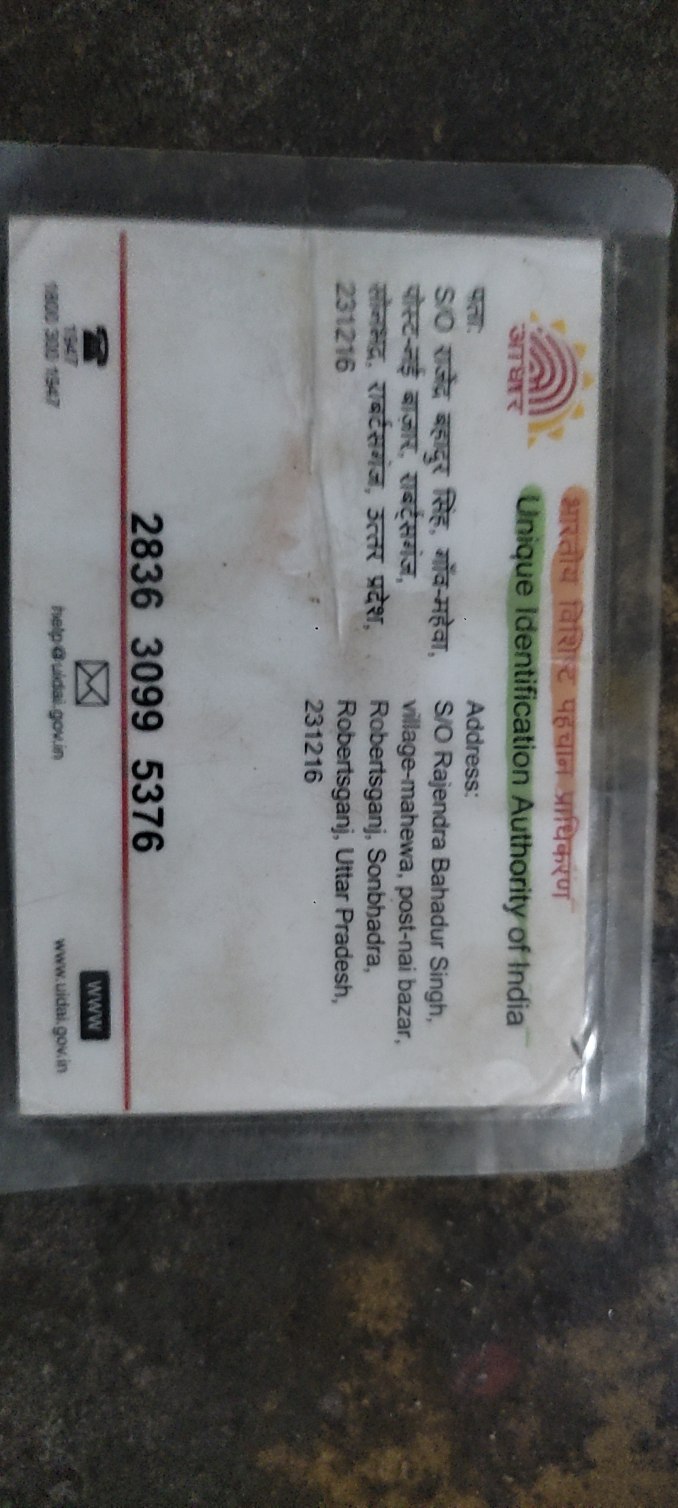 भारतीय विशिष्ट पहचान प्राधिकरण
Unique Identification Authority of India
आधार
पता:
S/O राजेंद्र बहादुर सिंह, गाँव-महेवा,
पोस्ट-नई बाज़ार, राबर्ट्सगंज,
सोनभद्र, राबर्ट्सगंज, उत्तर प्रदेश,
231216
Address:
S/O Rajendra Bahadur Singh,
village-mahewa, post-nai bazar,
Robertsganj, Sonbhadra,
Robertsganj, Uttar Pradesh,
231216
2836 3099 5376
1947
1800 300 1947
help@uidai.gov.in
www
www.uidai.gov.in